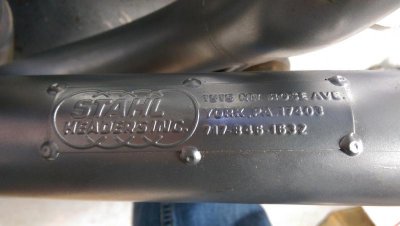 STAHL
HEADERS INC.
1515 MT. ROSE AVE.
YORK, PA 17403
717-846-1632